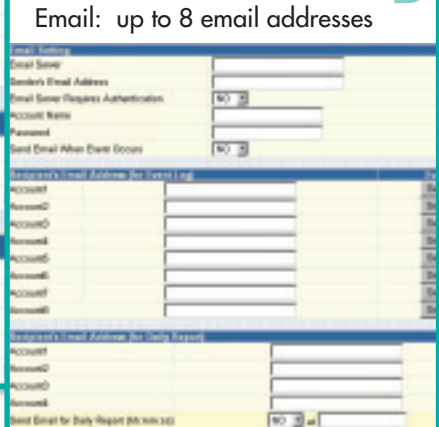 Email: up to 8 email addresses
Email Setting
Email Server
Sender's Email Address
Email Server Requires Authentication NO
Account Name
Password
Send Email When Event Occurs NO
Recipient's Email Address (for Event Log)
Account1
Account2
Account3
Account4
Account5
Account6
Account7
Account8
Recipient's Email Address (for Daily Report)
Account1
Account2
Account3
Account4
Send Email for Daily Report (hh:mm:ss) NO at